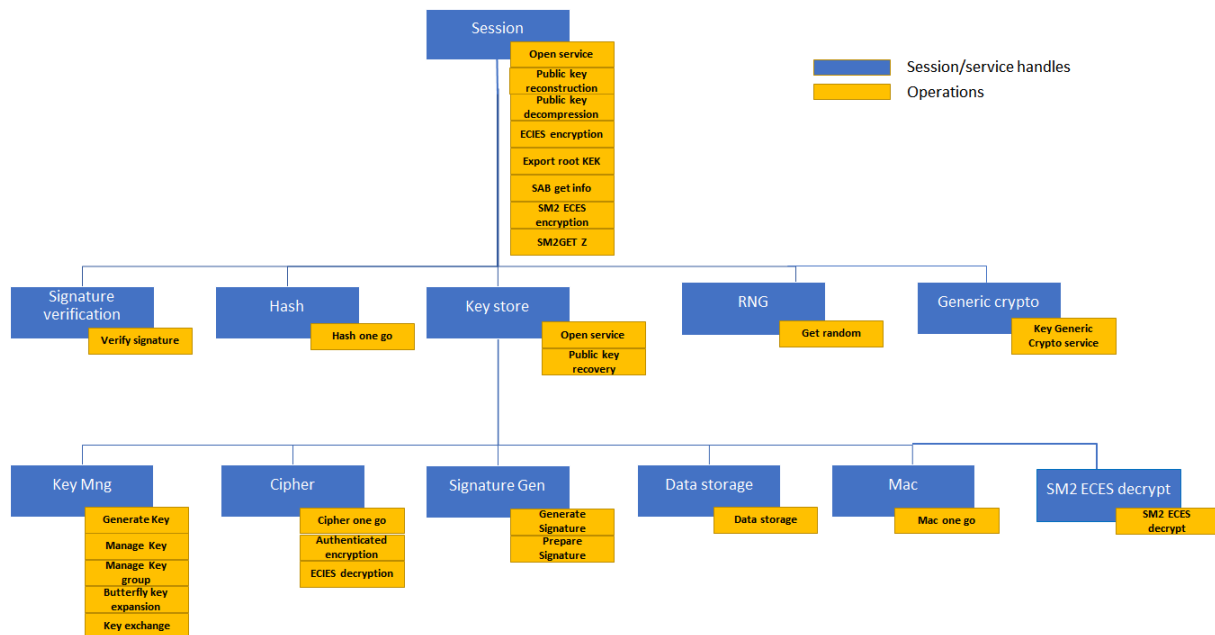 Session
Open service
Public key
reconstruction
Public key
decompression
ECIES encryption
Export root KEK
SAB get info
SM2 ECES
encryption
SM2GET Z
Session/service handles
Operations
Signature
verification
Verify signature
Hash
Hash one go
Key store
Open service
Public key
recovery
RNG
Get random
Generic crypto
Key Generic
Crypto service
Key Mng
Generate Key
Manage Key
Manage Key
group
Butterfly key
expansion
Key exchange
Cipher
Cipher one go
Authenticated
encryption
ECIES decryption
Signature Gen
Generate
Signature
Prepare
Signature
Data storage
Data storage
Mac
Mac one go
SM2 ECES decrypt
SM2 ECES
decrypt